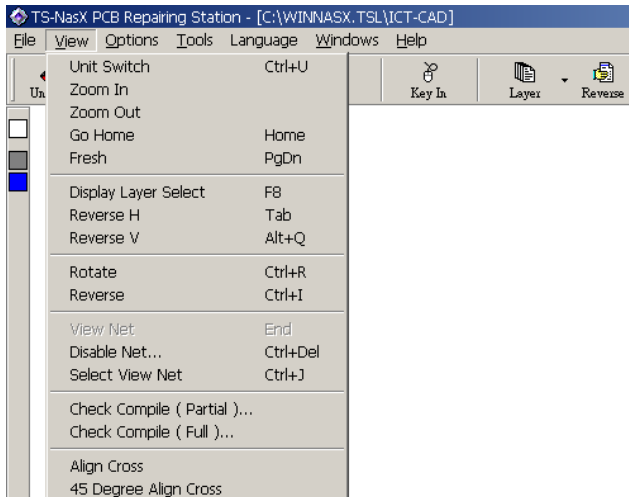 TS-NasX PCB Repairing Station - [C:\WINNASX.TSL\ICT-CAD]
File View Options Tools Language Windows Help
Key In Layer Reverse
Unit Switch Ctrl+U
Zoom In
Zoom Out
Go Home Home
Fresh PgDn
Display Layer Select F8
Reverse H Tab
Reverse V Alt+Q
Rotate Ctrl+R
Reverse Ctrl+I
View Net End
Disable Net... Ctrl+Del
Select View Net Ctrl+J
Check Compile ( Partial )...
Check Compile ( Full )...
Align Cross
45 Degree Align Cross